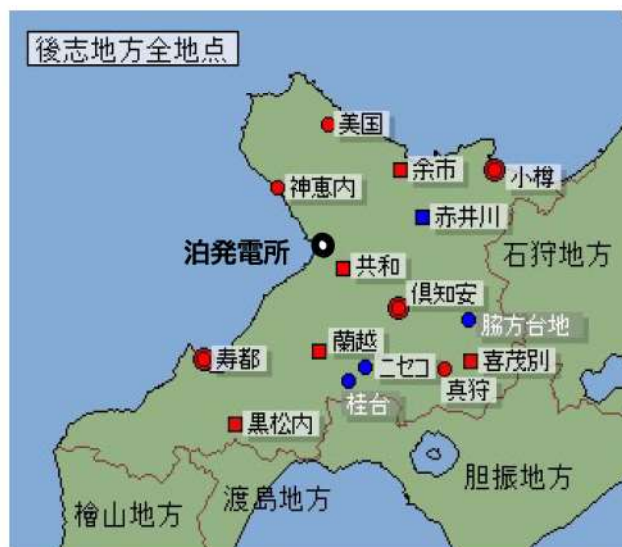 後志地方全地点
美国
余市
小樽
神恵内
赤井川
泊発電所
石狩地方
共和
倶知安
脇方台地
蘭越
寿都
ニセコ
喜茂別
真狩
桂台
黒松内
胆振地方
渡島地方
檜山地方